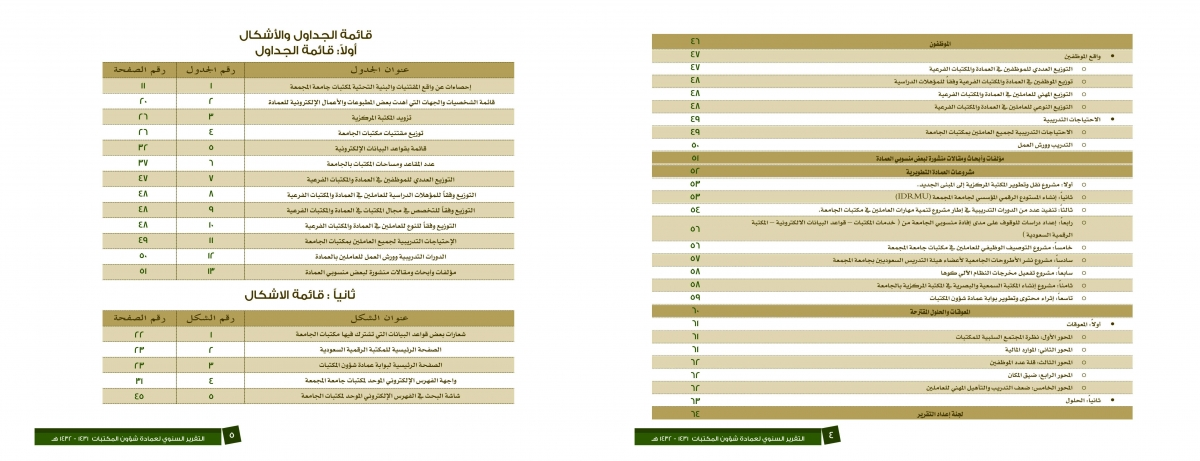 الموظفون ٤٦
• واقع الموظفين ٤٧
○ التوزيع العددي للموظفين في العمادة والمكتبات الفرعية ٤٧
○ توزيع الموظفين في العمادة والمكتبات الفرعية وفقاً للمؤهلات الدراسية ٤٨
○ التوزيع المهني للعاملين في العمادة والمكتبات الفرعية ٤٨
○ التوزيع النوعي للعاملين في العمادة والمكتبات الفرعية ٤٨
• الاحتياجات التدريبية ٤٩
○ الاحتياجات التدريبية لجميع العاملين بمكتبات الجامعة ٤٩
○ التدريب وورش العمل ٥٠
مؤلفات وأبحاث ومقالات منشورة لبعض منسوبي العمادة ٥١
مشروعات العمادة التطويرية ٥٢
○ أولاً: مشروع نقل وتطوير المكتبة المركزية إلى المبنى الجديد. ٥٣
○ ثانياً: إنشاء المستودع الرقمي المؤسسي لجامعة المجمعة (IDRMU) ٥٣
○ ثالثاً: تنفيذ عدد من الدورات التدريبية في إطار مشروع تنمية مهارات العاملين في مكتبات الجامعة. ٥٤
○ رابعاً: إعداد دراسات للوقوف على مدى إفادة منسوبي الجامعة من ( خدمات المكتبات – قواعد البيانات الالكترونية – المكتبة
الرقمية السعودية ) ٥٦
○ خامساً: مشروع التوصيف الوظيفي للعاملين في مكتبات جامعة المجمعة ٥٦
○ سادساً: مشروع نشر الأطروحات الجامعية لأعضاء هيئة التدريس السعوديين بجامعة المجمعة ٥٧
○ سابعاً: مشروع تفعيل مخرجات النظام الآلي كوها ٥٨
○ ثامناً: مشروع إنشاء المكتبة السمعية والبصرية في المكتبة المركزية بالجامعة ٥٨
○ تاسعاً: إثراء محتوى وتطوير بوابة عمادة شؤون المكتبات ٥٩
المعوقات والحلول المقترحة ٦٠
• أولاً: المعوقات ٦١
○ المحور الأول: نظرة المجتمع السلبية للمكتبات ٦١
○ المحور الثاني: الموارد المالية ٦١
○ المحور الثالث: قلة عدد الموظفين ٦٢
○ المحور الرابع: ضيق المكان ٦٢
○ المحور الخامس: ضعف التدريب والتأهيل المهني للعاملين ٦٢
• ثانياً: الحلول ٦٣
لجنة إعداد التقرير ٦٤
٤ التقرير السنوي لعمادة شؤون المكتبات ١٤٣١ - ١٤٣٢ هـ
قائمة الجداول والأشكال
أولاً: قائمة الجداول
عنوان الجدول رقم الجدول رقم الصفحة
إحصاءات عن واقع المقتنيات والبنية التحتية لمكتبات جامعة المجمعة ١ ١١
قائمة الشخصيات والجهات التي أهدت بعض المطبوعات والأعمال الإلكترونية للعمادة ٢ ٢٠
تزويد المكتبة المركزية ٣ ٢٦
توزيع مقتنيات مكتبات الجامعة ٤ ٢٦
قائمة بقواعد البيانات الإلكترونية ٥ ٣٢
عدد المقاعد ومساحات المكتبات بالجامعة ٦ ٣٧
التوزيع العددي للموظفين في العمادة والمكتبات الفرعية ٧ ٤٧
التوزيع وفقاً للمؤهلات الدراسية للعاملين في العمادة والمكتبات الفرعية ٨ ٤٨
التوزيع وفقاً للتخصص في مجال المكتبات في العمادة والمكتبات الفرعية ٩ ٤٨
التوزيع وفقاً للنوع للعاملين في العمادة والمكتبات الفرعية ١٠ ٤٨
الإحتياجات التدريبية لجميع العاملين بمكتبات الجامعة ١١ ٤٩
الدورات التدريبية وورش العمل للعاملين بالعمادة ١٢ ٥٠
مؤلفات وابحاث ومقالات منشورة لبعض منسوبي العمادة ١٣ ٥١
ثانياً : قائمة الاشكال
عنوان الشكل رقم الشكل رقم الصفحة
شعارات بعض قواعد البيانات التي تشترك فيها مكتبات الجامعة ١ ٢٢
الصفحة الرئيسية للمكتبة الرقمية السعودية ٢ ٢٣
الصفحة الرئيسية لبوابة عمادة شؤون المكتبات ٣ ٢٣
واجهة الفهرس الإلكتروني الموحد لمكتبات جامعة المجمعة ٤ ٣١
شاشة البحث في الفهرس الإلكتروني الموحد لمكتبات الجامعة ٥ ٤٥
٥ التقرير السنوي لعمادة شؤون المكتبات ١٤٣١ - ١٤٣٢ هـ